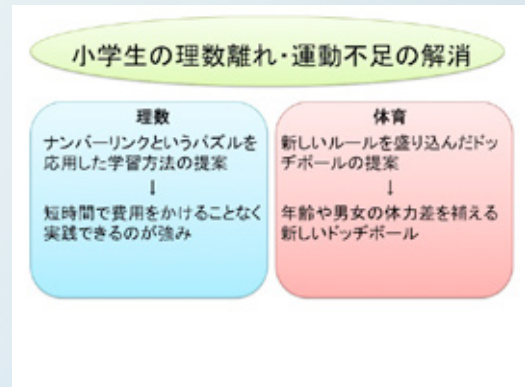 小学生の理数離れ・運動不足の解消
理数
ナンバーリンクというパズルを
応用した学習方法の提案
↓
短時間で費用をかけることなく
実践できるのが強み
体育
新しいルールを盛り込んだドッ
ヂボールの提案
↓
年齢や男女の体力差を補える
新しいドッヂボール